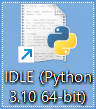 IDLE (Python
3.10 64-bit)